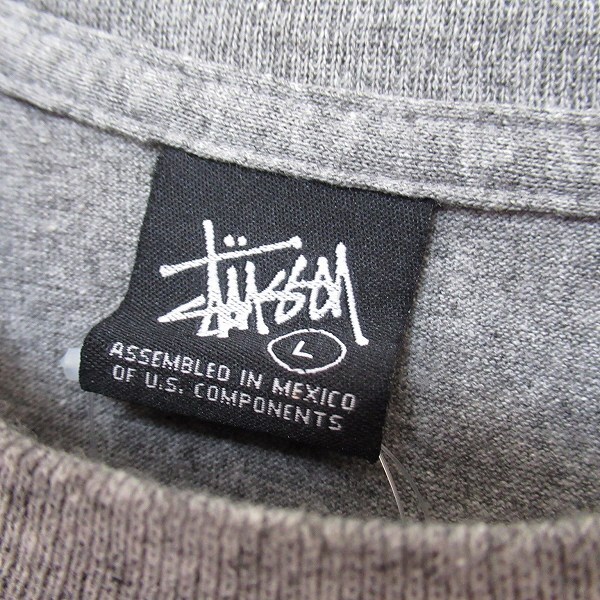 Stüssy
L
ASSEMBLED IN MEXICO
OF U.S. COMPONENTS